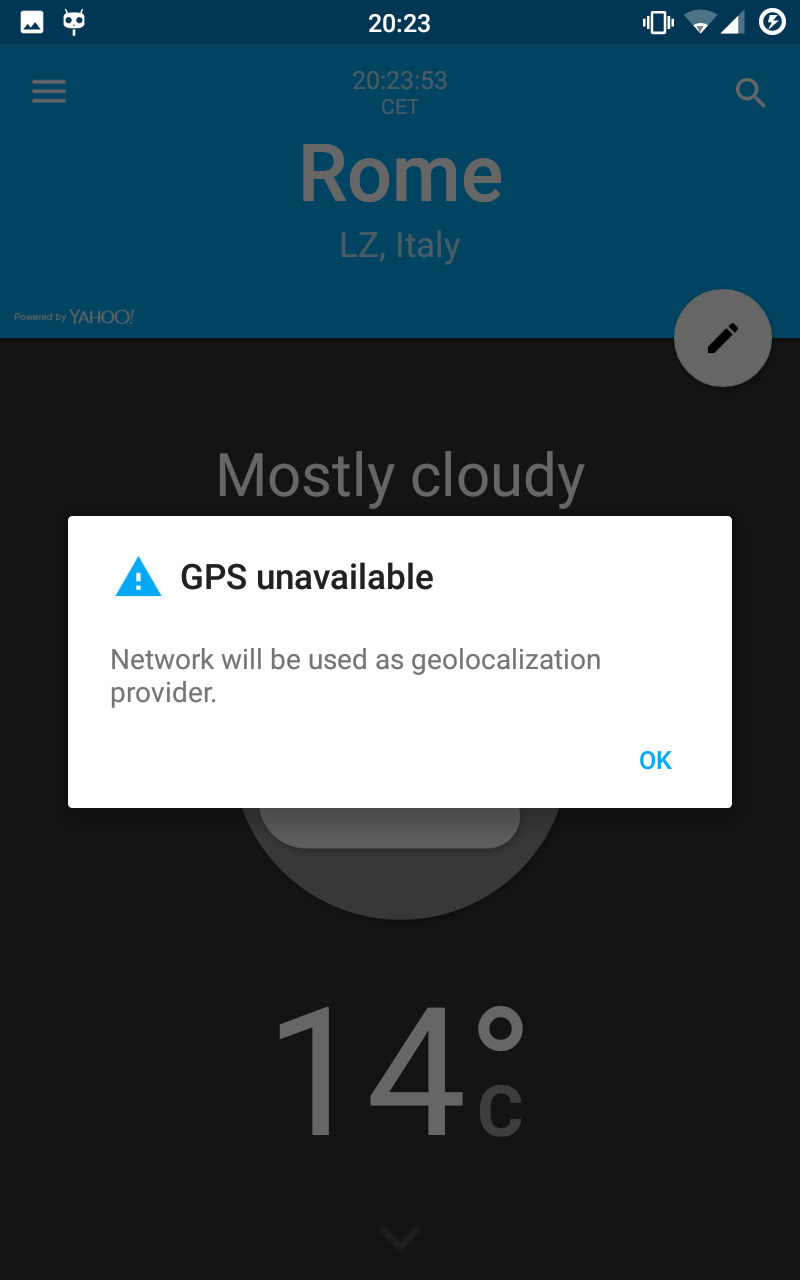 20:23
20:23:53
CET
Rome
LZ, Italy
Powered by YAHOO!
Mostly cloudy
GPS unavailable
Network will be used as geolocalization
provider.
OK
14°
C